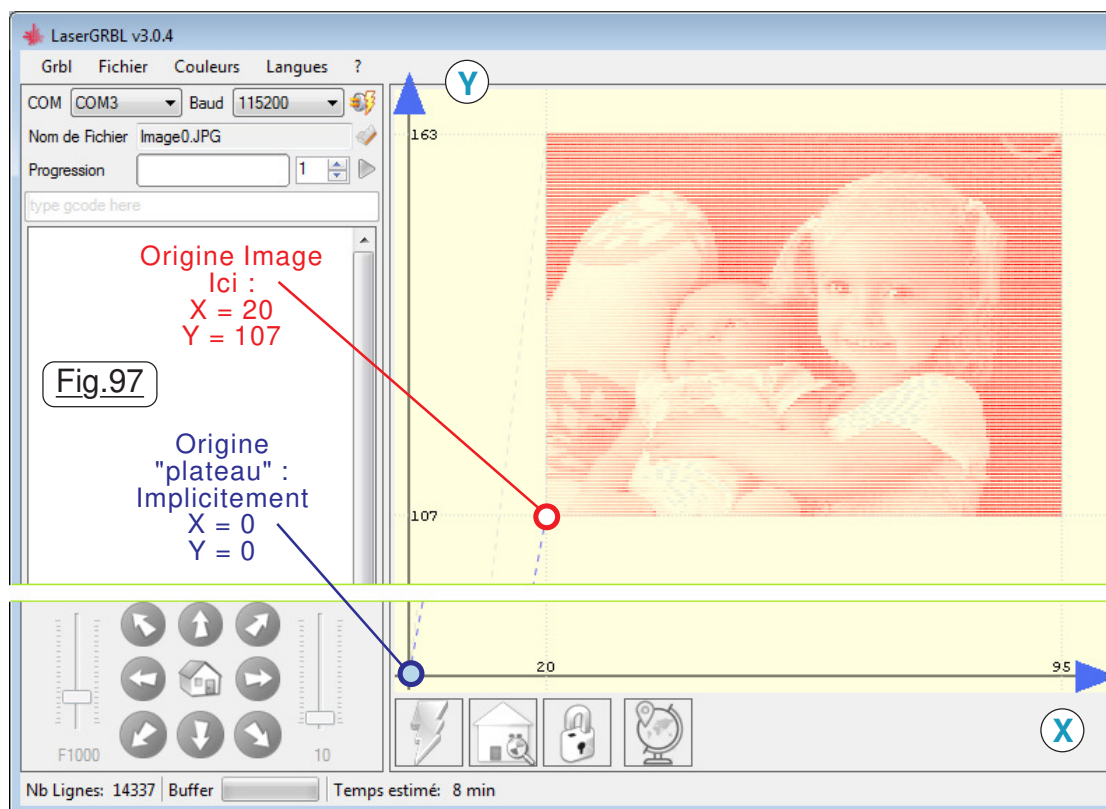 LaserGRBL v3.0.4
Grbl Fichier Couleurs Langues ?
COM COM3 Baud 115200
Nom de Fichier Image0.JPG
Progression 1
type gcode here
Origine Image
Ici :
X = 20
Y = 107
Fig.97
Origine
"plateau" :
Implicitement
X = 0
Y = 0
F1000
10
Y
163
107
20
95
X
Nb Lignes: 14337 Buffer Temps estimé: 8 min